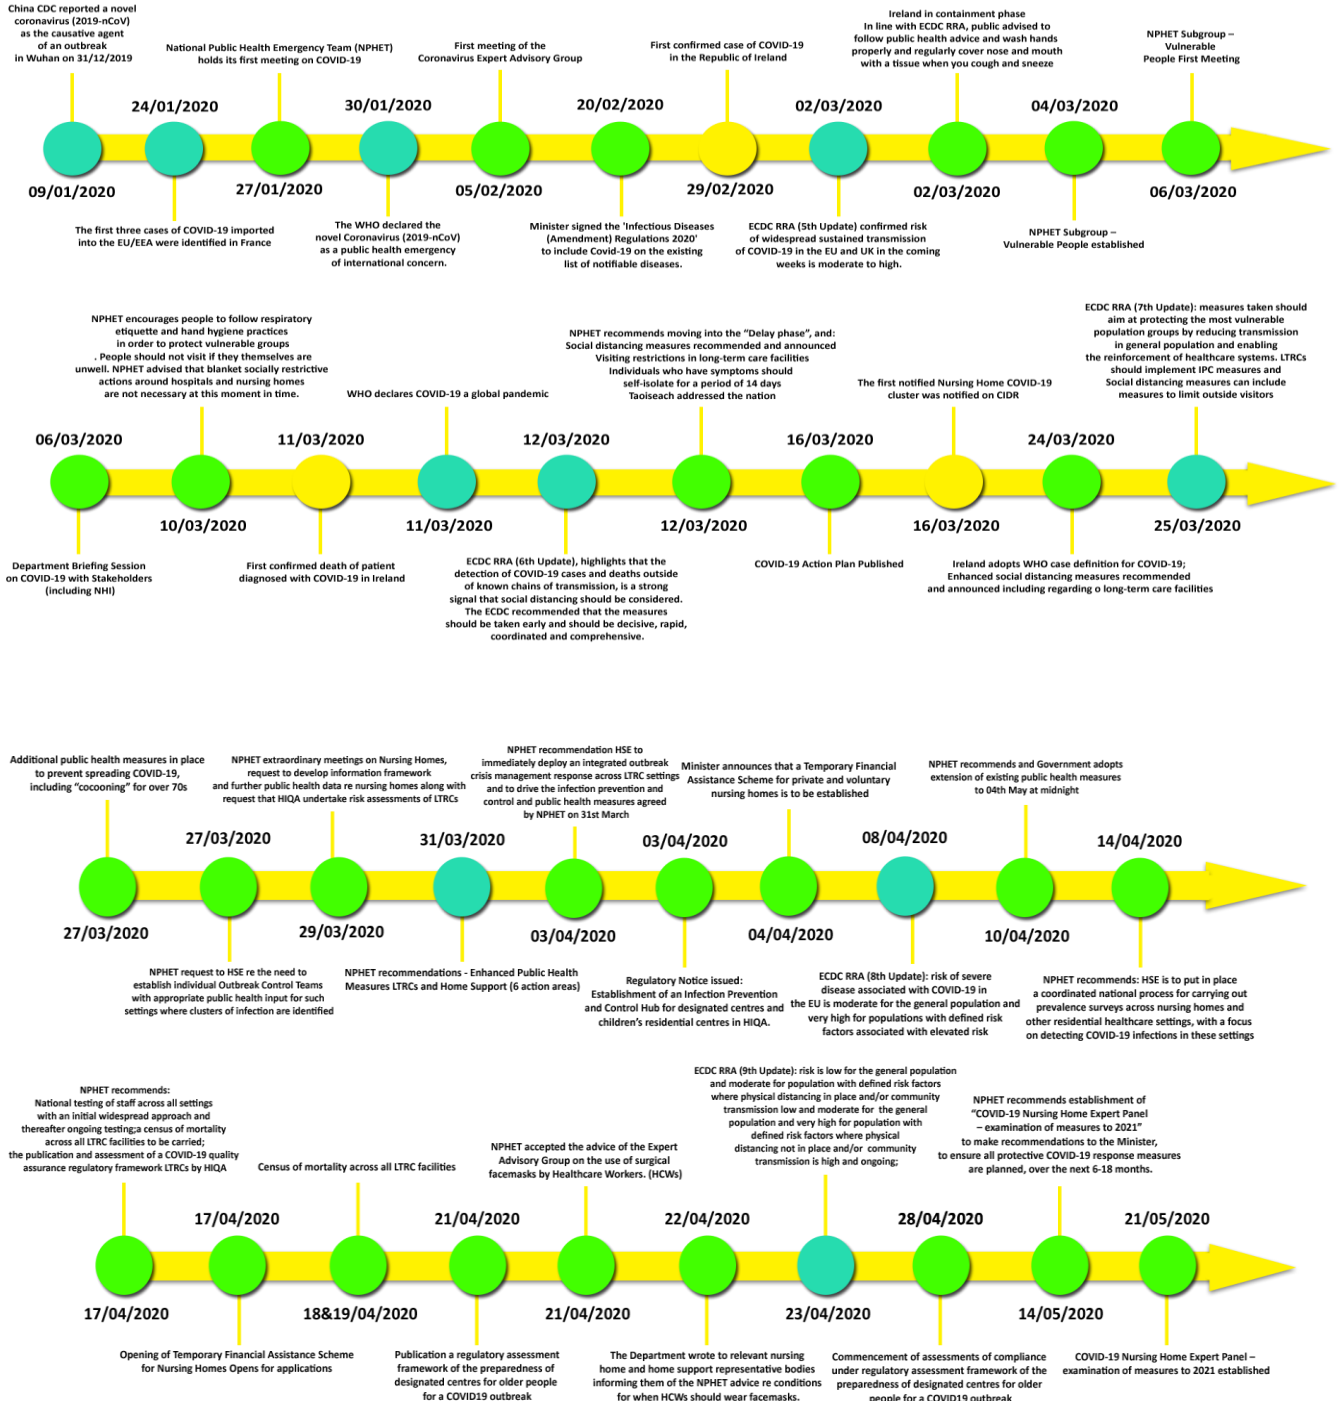 China CDC reported a novel
coronavirus (2019-nCoV)
as the causative agent
of an outbreak
in Wuhan on 31/12/2019
09/01/2020
24/01/2020
The first three cases of COVID-19 imported
into the EU/EEA were identified in France
National Public Health Emergency Team (NPHET)
holds its first meeting on COVID-19
27/01/2020
30/01/2020
The WHO declared the
novel Coronavirus (2019-nCoV)
as a public health emergency
of international concern.
First meeting of the
Coronavirus Expert Advisory Group
05/02/2020
20/02/2020
Minister signed the 'Infectious Diseases
(Amendment) Regulations 2020'
to include Covid-19 on the existing
list of notifiable diseases.
First confirmed case of COVID-19
in the Republic of Ireland
29/02/2020
02/03/2020
ECDC RRA (5th Update) confirmed risk
of widespread sustained transmission
of COVID-19 in the EU and UK in the coming
weeks is moderate to high.
Ireland in containment phase
In line with ECDC RRA, public advised to
follow public health advice and wash hands
properly and regularly cover nose and mouth
with a tissue when you cough and sneeze
02/03/2020
04/03/2020
NPHET Subgroup –
Vulnerable People established
NPHET Subgroup –
Vulnerable
People First Meeting
06/03/2020
06/03/2020
Department Briefing Session
on COVID-19 with Stakeholders
(including NHI)
NPHET encourages people to follow respiratory
etiquette and hand hygiene practices
in order to protect vulnerable groups
. People should not visit if they themselves are
unwell. NPHET advised that blanket socially restrictive
actions around hospitals and nursing homes
are not necessary at this moment in time.
10/03/2020
11/03/2020
First confirmed death of patient
diagnosed with COVID-19 in Ireland
WHO declares COVID-19 a global pandemic
11/03/2020
12/03/2020
ECDC RRA (6th Update), highlights that the
detection of COVID-19 cases and deaths outside
of known chains of transmission, is a strong
signal that social distancing should be considered.
The ECDC recommended that the measures
should be taken early and should be decisive, rapid,
coordinated and comprehensive.
NPHET recommends moving into the “Delay phase”, and:
Social distancing measures recommended and announced
Visiting restrictions in long-term care facilities
Individuals who have symptoms should
self-isolate for a period of 14 days
Taoiseach addressed the nation
12/03/2020
16/03/2020
COVID-19 Action Plan Published
The first notified Nursing Home COVID-19
cluster was notified on CIDR
16/03/2020
24/03/2020
Ireland adopts WHO case definition for COVID-19;
Enhanced social distancing measures recommended
and announced including regarding o long-term care facilities
ECDC RRA (7th Update): measures taken should
aim at protecting the most vulnerable
population groups by reducing transmission
in general population and enabling
the reinforcement of healthcare systems. LTRCs
should implement IPC measures and
Social distancing measures can include
measures to limit outside visitors
25/03/2020
Additional public health measures in place
to prevent spreading COVID-19,
including “cocooning” for over 70s
27/03/2020
27/03/2020
NPHET request to HSE re the need to
establish individual Outbreak Control Teams
with appropriate public health input for such
settings where clusters of infection are identified
NPHET extraordinary meetings on Nursing Homes,
request to develop information framework
and further public health data re nursing homes along with
request that HIQA undertake risk assessments of LTRCs
29/03/2020
31/03/2020
NPHET recommendations - Enhanced Public Health
Measures LTRCs and Home Support (6 action areas)
NPHET recommendation HSE to
immediately deploy an integrated outbreak
crisis management response across LTRC settings
and to drive the infection prevention and
control and public health measures agreed
by NPHET on 31st March
03/04/2020
03/04/2020
Regulatory Notice issued:
Establishment of an Infection Prevention
and Control Hub for designated centres and
children's residential centres in HIQA.
Minister announces that a Temporary Financial
Assistance Scheme for private and voluntary
nursing homes is to be established
04/04/2020
08/04/2020
ECDC RRA (8th Update): risk of severe
disease associated with COVID-19 in
the EU is moderate for the general population and
very high for populations with defined risk
factors associated with elevated risk
NPHET recommends and Government adopts
extension of existing public health measures
to 04th May at midnight
10/04/2020
14/04/2020
NPHET recommends: HSE is to put in place
a coordinated national process for carrying out
prevalence surveys across nursing homes and
other residential healthcare settings, with a focus
on detecting COVID-19 infections in these settings
NPHET recommends:
National testing of staff across all settings
with an initial widespread approach and
thereafter ongoing testing;a census of mortality
across all LTRC facilities to be carried;
the publication and assessment of a COVID-19 quality
assurance regulatory framework LTRCs by HIQA
17/04/2020
17/04/2020
Opening of Temporary Financial Assistance Scheme
for Nursing Homes Opens for applications
Census of mortality across all LTRC facilities
18&19/04/2020
21/04/2020
Publication a regulatory assessment
framework of the preparedness of
designated centres for older people
for a COVID19 outbreak
NPHET accepted the advice of the Expert
Advisory Group on the use of surgical
facemasks by Healthcare Workers. (HCWs)
21/04/2020
22/04/2020
The Department wrote to relevant nursing
home and home support representative bodies
informing them of the NPHET advice re conditions
for when HCWs should wear facemasks.
ECDC RRA (9th Update): risk is low for the general population
and moderate for population with defined risk factors
where physical distancing in place and/or community
transmission low and moderate for the general
population and very high for population with
defined risk factors where physical
distancing not in place and/or community
transmission is high and ongoing;
23/04/2020
28/04/2020
Commencement of assessments of compliance
under regulatory assessment framework of the
preparedness of designated centres for older
people for a COVID19 outbreak
NPHET recommends establishment of
“COVID-19 Nursing Home Expert Panel
– examination of measures to 2021”
to make recommendations to the Minister,
to ensure all protective COVID-19 response measures
are planned, over the next 6-18 months.
14/05/2020
21/05/2020
COVID-19 Nursing Home Expert Panel –
examination of measures to 2021 established